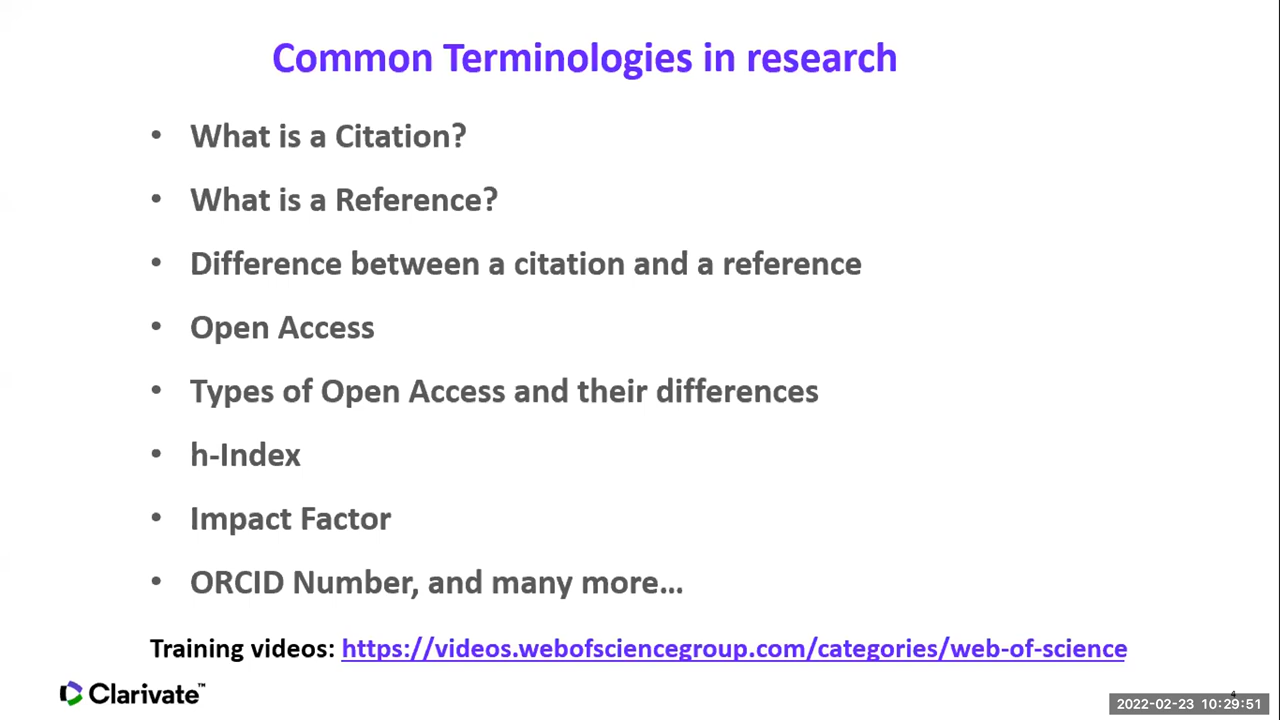 Common Terminologies in research
• What is a Citation?
• What is a Reference?
• Difference between a citation and a reference
• Open Access
• Types of Open Access and their differences
• h-Index
• Impact Factor
• ORCID Number, and many more...
Training videos: https://videos.webofsciencegroup.com/categories/web-of-science
Clarivate™
4
2022-02-23 10:29:51